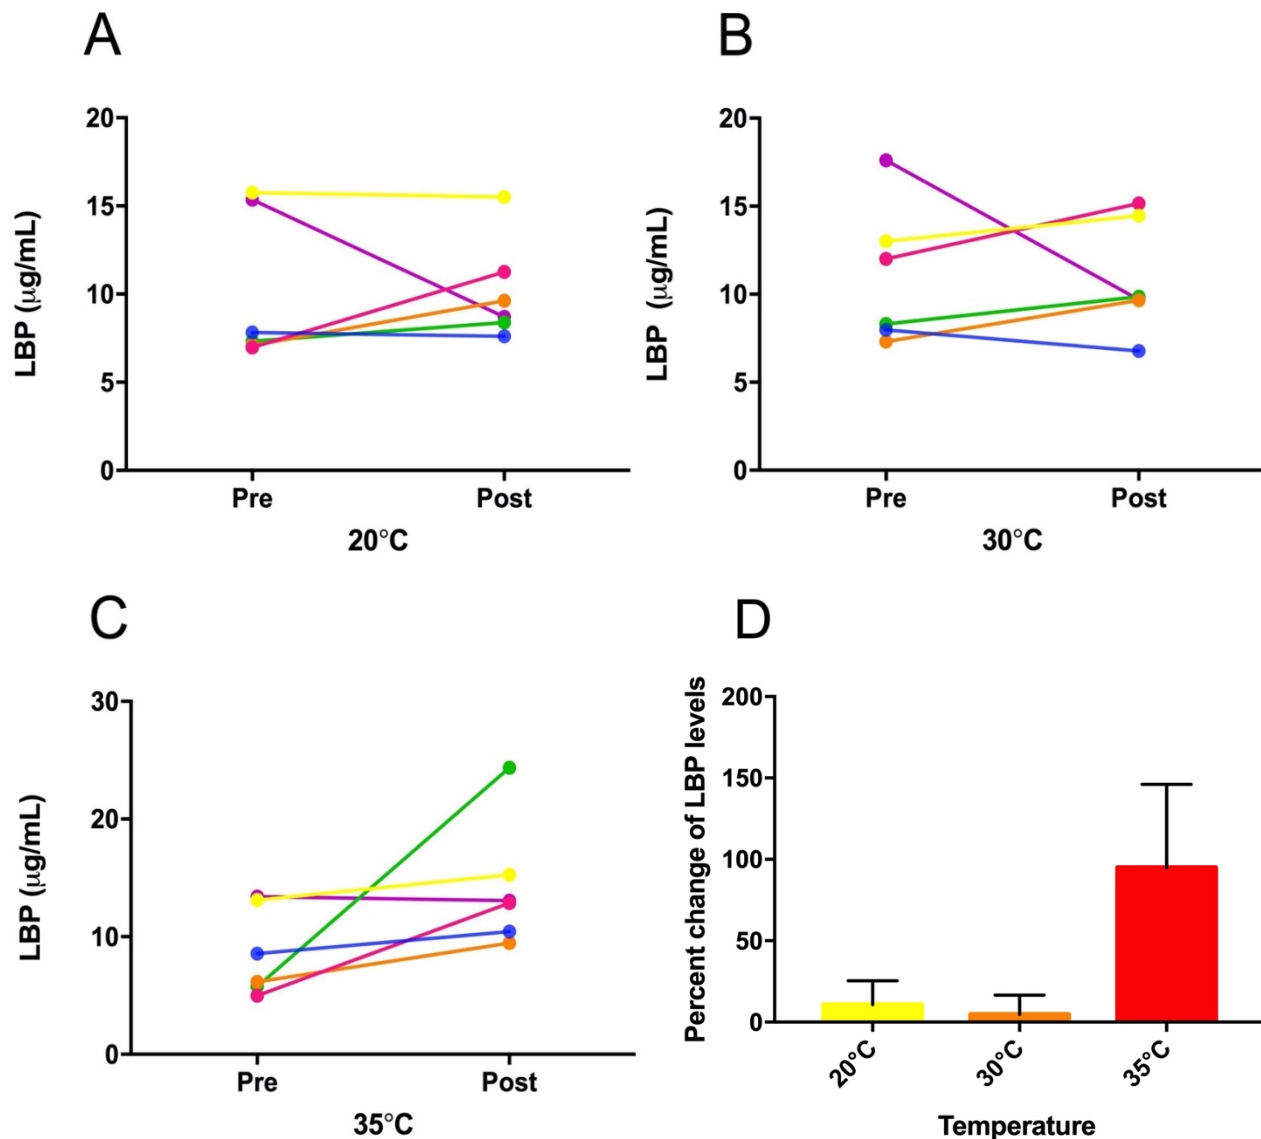 A
LBP (µg/mL)
20
15
10
5
0
Pre Post
20°C
B
LBP (µg/mL)
20
15
10
5
0
Pre Post
30°C
C
LBP (µg/mL)
30
20
10
0
Pre Post
35°C
D
Percent change of LBP levels
200
150
100
50
0
20°C 30°C 35°C
Temperature